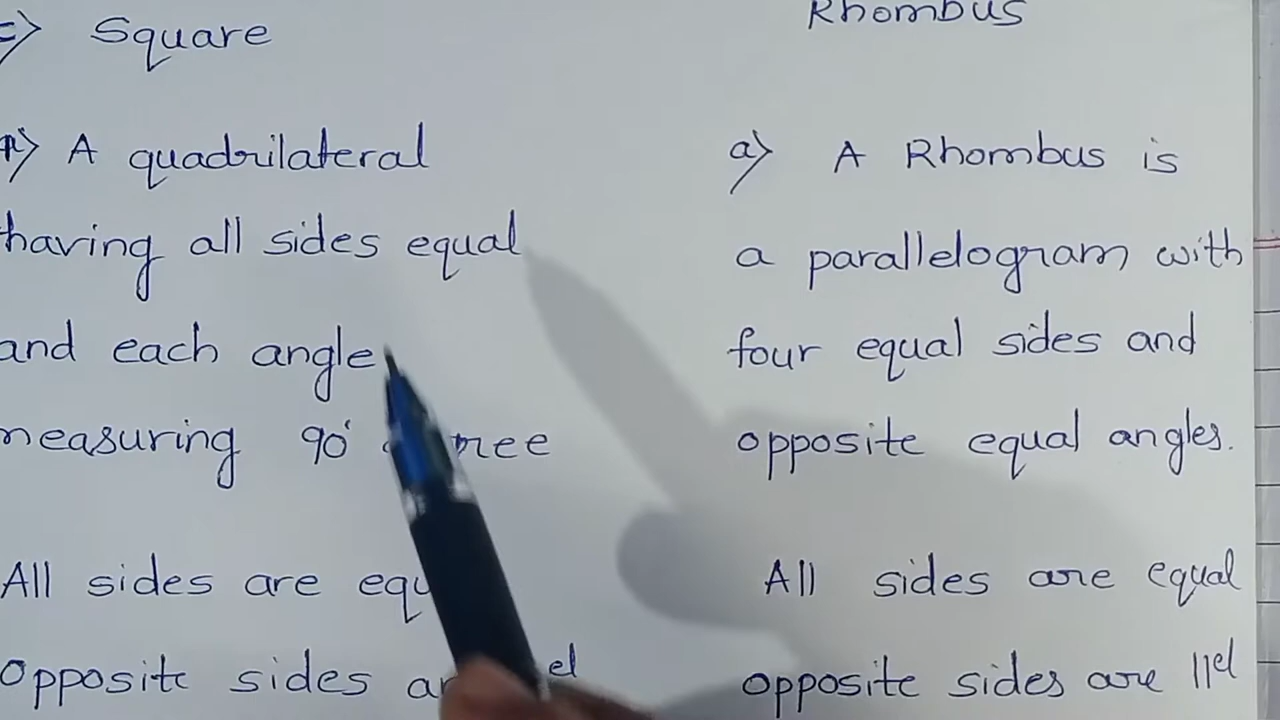 c) Square
A) A quadrilateral
having all sides equal
and each angle
measuring 90°
All sides are
Opposite sides
Rhombus
a) A Rhombus is
a parallelogram with
four equal sides and
opposite equal angles.
All sides are equal
opposite sides are ||el